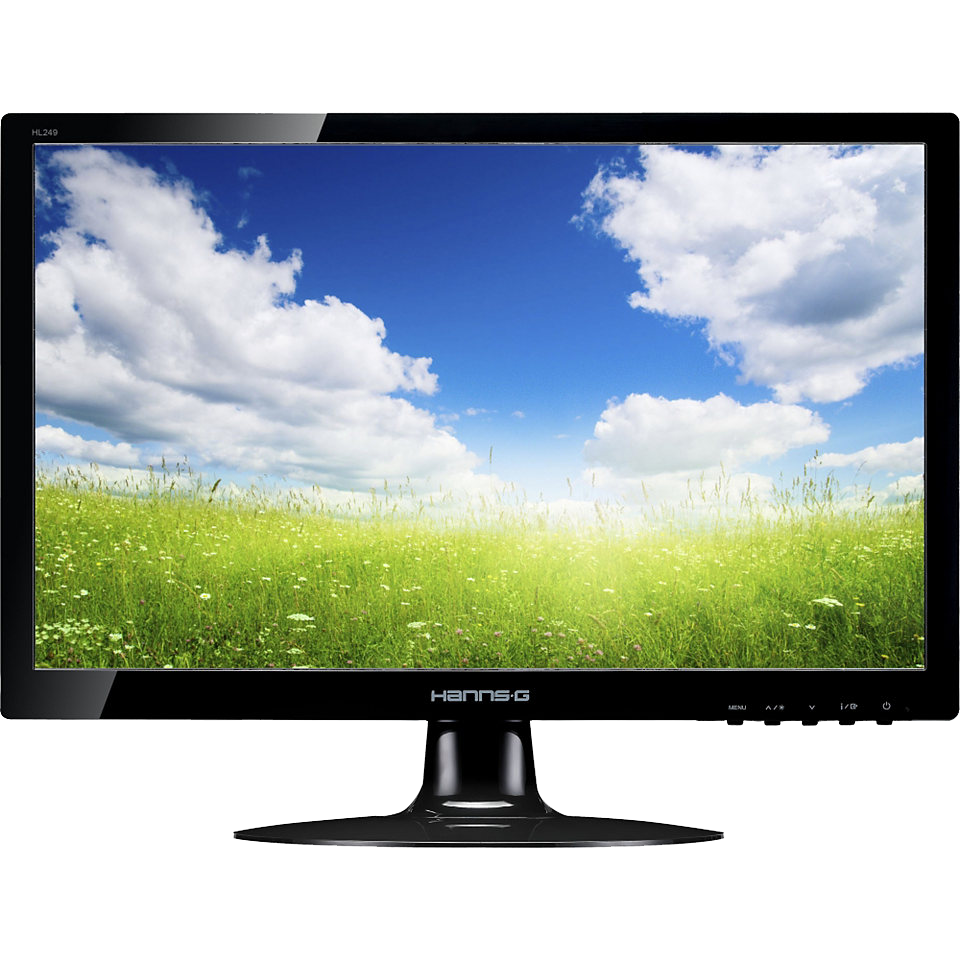 HL249
HANNS·G
MENU
∧/☀
∨
i/⎆
⏻